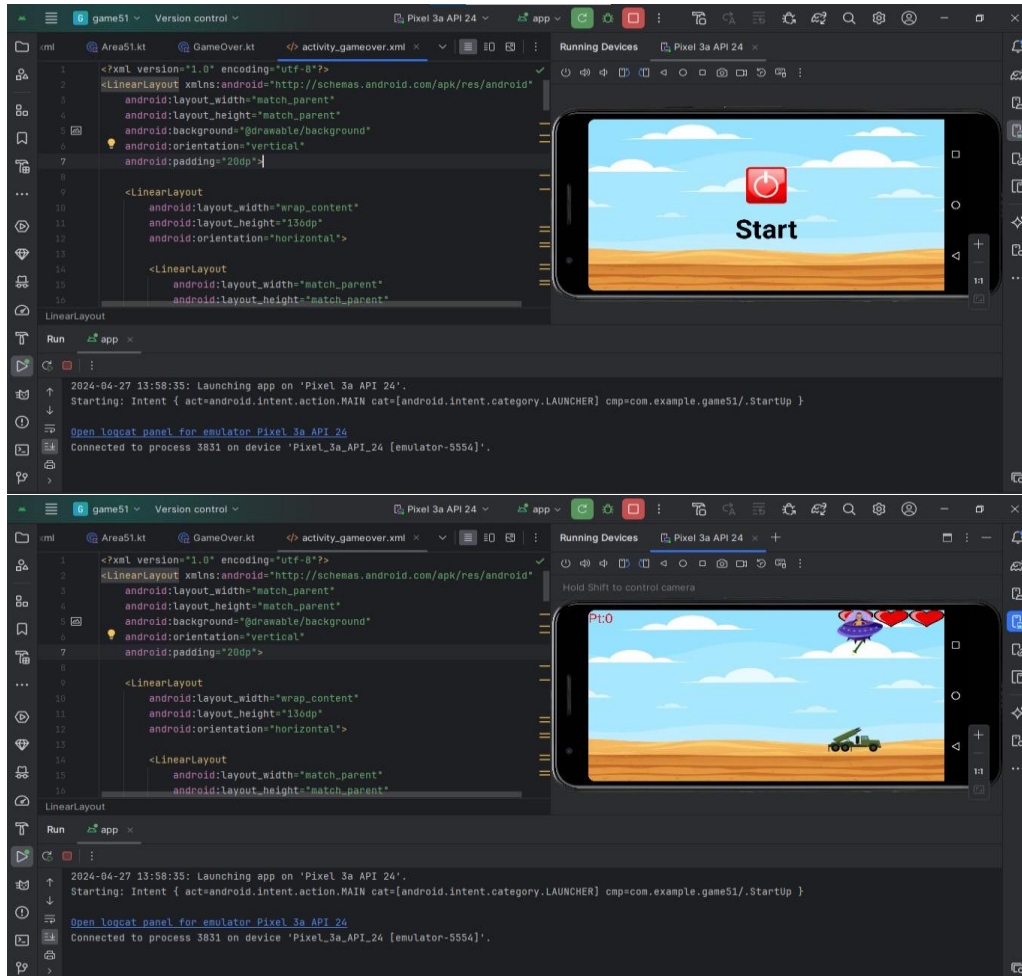 game51 Version control Pixel 3a API 24 app
xml Area51.kt GameOver.kt activity_gameover.xml Running Devices Pixel 3a API 24
1 <?xml version="1.0" encoding="utf-8"?>
2 <LinearLayout xmlns:android="http://schemas.android.com/apk/res/android"
3 android:layout_width="match_parent"
4 android:layout_height="match_parent"
5 android:background="@drawable/background"
6 android:orientation="vertical"
7 android:padding="20dp">
8
9 <LinearLayout
10 android:layout_width="wrap_content"
11 android:layout_height="136dp"
12 android:orientation="horizontal">
13
14 <LinearLayout
15 android:layout_width="match_parent"
16 android:layout_height="match_parent"
LinearLayout
Start
1:1
Run app
2024-04-27 13:58:35: Launching app on 'Pixel 3a API 24'.
Starting: Intent { act=android.intent.action.MAIN cat=[android.intent.category.LAUNCHER] cmp=com.example.game51/.StartUp }
Open logcat panel for emulator Pixel 3a API 24
Connected to process 3831 on device 'Pixel_3a_API_24 [emulator-5554]'.
game51 Version control Pixel 3a API 24 app
xml Area51.kt GameOver.kt activity_gameover.xml Running Devices Pixel 3a API 24
Hold Shift to control camera
1 <?xml version="1.0" encoding="utf-8"?>
2 <LinearLayout xmlns:android="http://schemas.android.com/apk/res/android"
3 android:layout_width="match_parent"
4 android:layout_height="match_parent"
5 android:background="@drawable/background"
6 android:orientation="vertical"
7 android:padding="20dp">
8
9 <LinearLayout
10 android:layout_width="wrap_content"
11 android:layout_height="136dp"
12 android:orientation="horizontal">
13
14 <LinearLayout
15 android:layout_width="match_parent"
16 android:layout_height="match_parent"
LinearLayout
Pt:0
1:1
Run app
2024-04-27 13:58:35: Launching app on 'Pixel 3a API 24'.
Starting: Intent { act=android.intent.action.MAIN cat=[android.intent.category.LAUNCHER] cmp=com.example.game51/.StartUp }
Open logcat panel for emulator Pixel 3a API 24
Connected to process 3831 on device 'Pixel_3a_API_24 [emulator-5554]'.